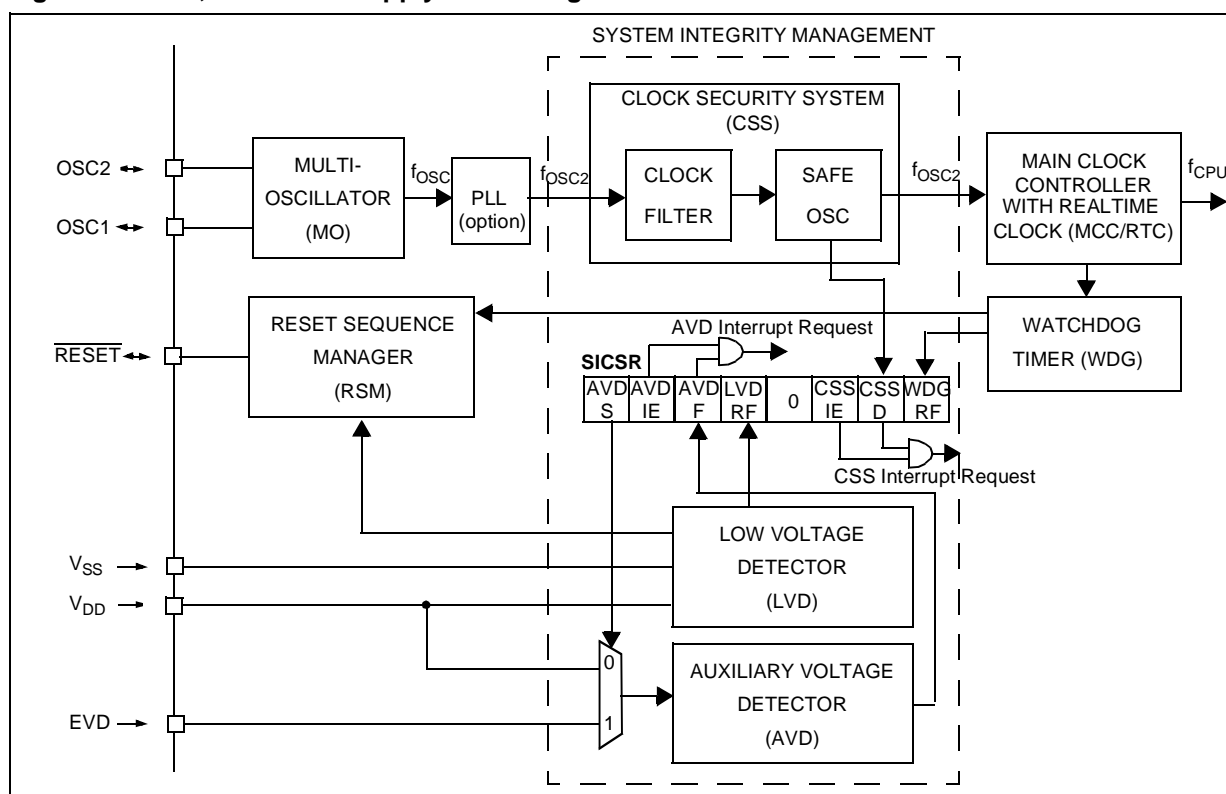 SYSTEM INTEGRITY MANAGEMENT
CLOCK SECURITY SYSTEM
(CSS)
OSC2
OSC1
MULTI-
OSCILLATOR
(MO)
fOSC
PLL
(option)
fOSC2
CLOCK
FILTER
SAFE
OSC
fOSC2
MAIN CLOCK
CONTROLLER
WITH REALTIME
CLOCK (MCC/RTC)
fCPU
RESET
RESET SEQUENCE
MANAGER
(RSM)
AVD Interrupt Request
WATCHDOG
TIMER (WDG)
SICSR
AVD AVD AVD LVD 0 CSS CSS WDG
S IE F RF IE D RF
CSS Interrupt Request
VSS
VDD
LOW VOLTAGE
DETECTOR
(LVD)
EVD
0
1
AUXILIARY VOLTAGE
DETECTOR
(AVD)